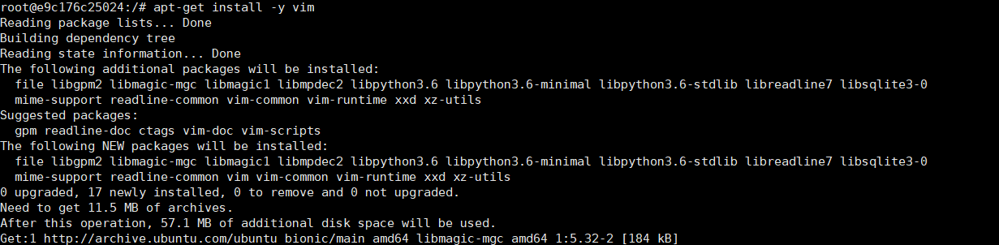 root@e9c176c25024:/# apt-get install -y vim
Reading package lists... Done
Building dependency tree
Reading state information... Done
The following additional packages will be installed:
  file libgpm2 libmagic-mgc libmagic1 libmpdec2 libpython3.6 libpython3.6-minimal libpython3.6-stdlib libreadline7 libsqlite3-0
  mime-support readline-common vim-common vim-runtime xxd xz-utils
Suggested packages:
  gpm readline-doc ctags vim-doc vim-scripts
The following NEW packages will be installed:
  file libgpm2 libmagic-mgc libmagic1 libmpdec2 libpython3.6 libpython3.6-minimal libpython3.6-stdlib libreadline7 libsqlite3-0
  mime-support readline-common vim vim-common vim-runtime xxd xz-utils
0 upgraded, 17 newly installed, 0 to remove and 0 not upgraded.
Need to get 11.5 MB of archives.
After this operation, 57.1 MB of additional disk space will be used.
Get:1 http://archive.ubuntu.com/ubuntu bionic/main amd64 libmagic-mgc amd64 1:5.32-2 [184 kB]